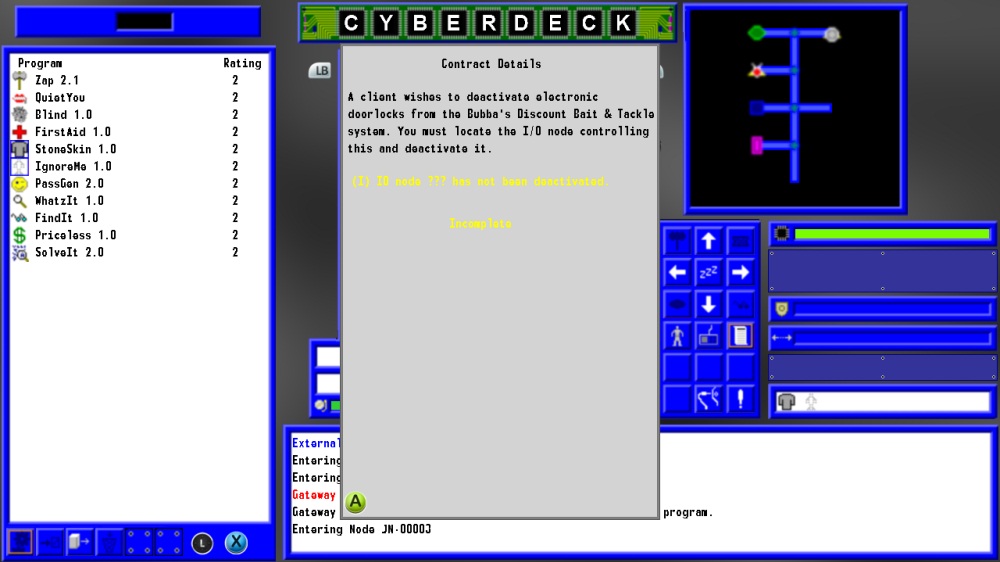 CYBERDECK
Program Rating
Zap 2.1 2
QuietYou 2
Blind 1.0 2
FirstAid 1.0 2
StoneSkin 1.0 2
IgnoreMe 1.0 2
PassGen 2.0 2
WhatzIt 1.0 2
FindIt 1.0 2
Priceless 1.0 2
SolveIt 2.0 2
L
X
LB
Contract Details
A client wishes to deactivate electronic
doorlocks from the Bubba's Discount Bait & Tackle
system. You must locate the I/O node controlling
this and deactivate it.
(I) IO node ??? has not been deactivated.
Incomplete
A
zzz
External
Entering
Entering
Gateway
Gateway program.
Entering Node JN-0000J